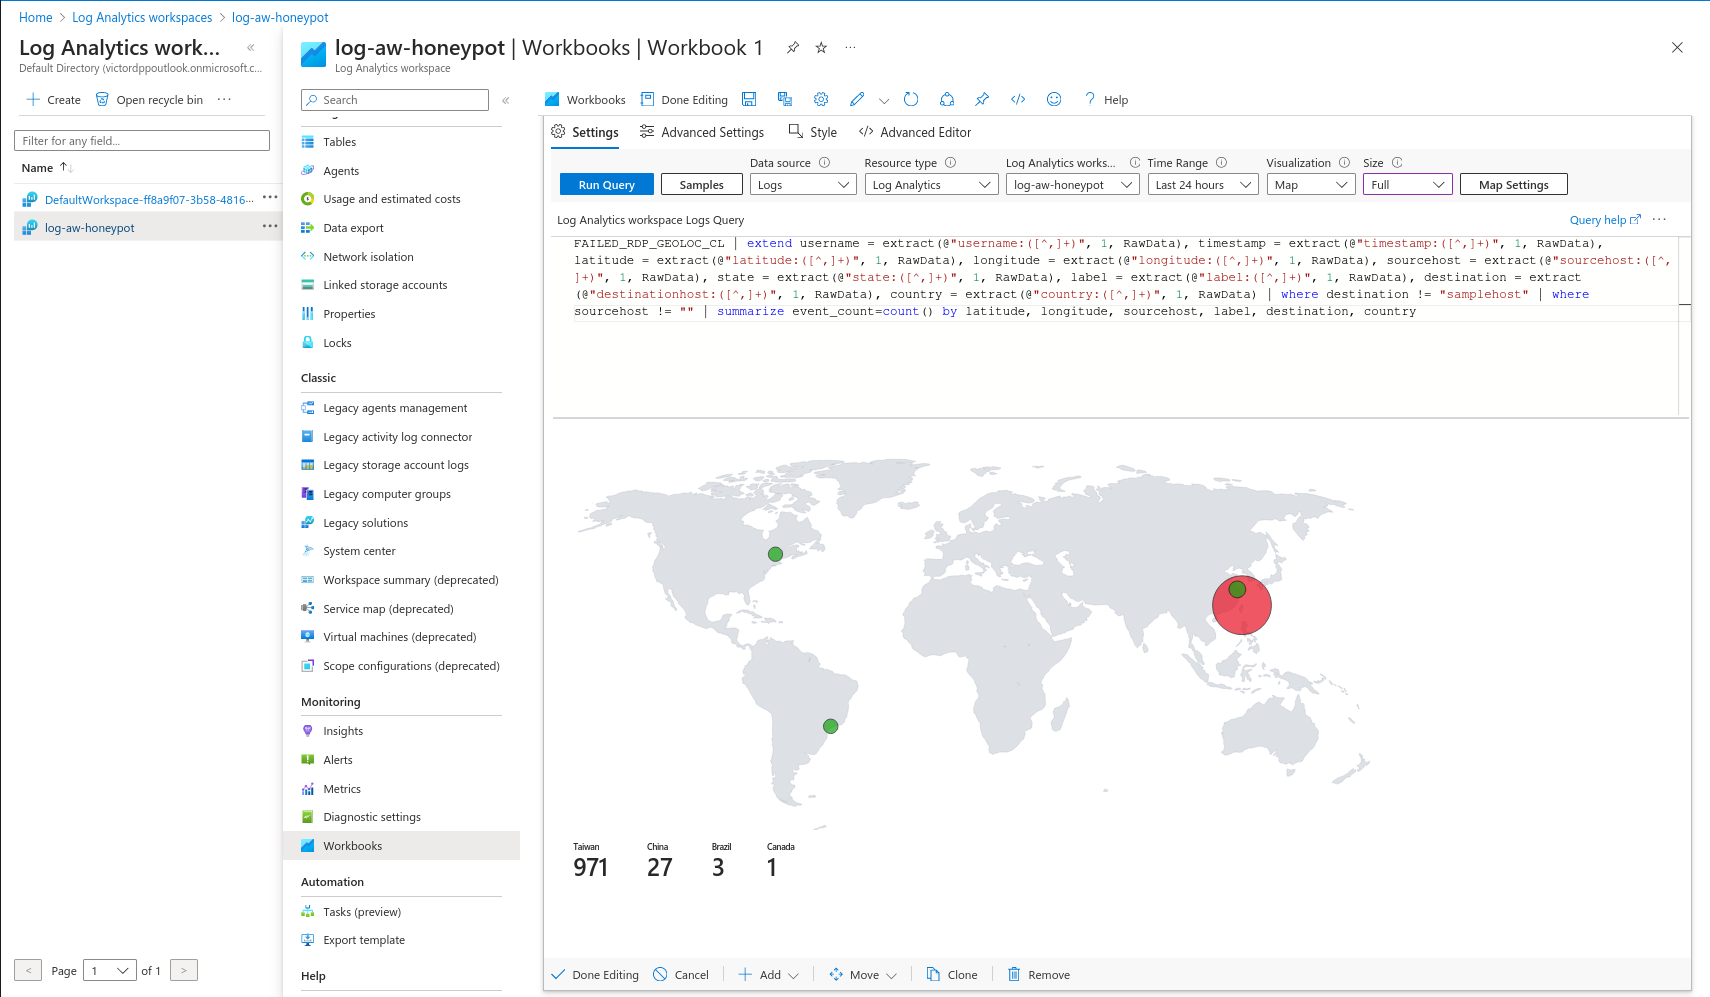 Home > Log Analytics workspaces > log-aw-honeypot
Log Analytics work... «
Default Directory (victordppoutlook.onmicrosoft.c...
+ Create Open recycle bin ...
Filter for any field...
Name ↑↓
DefaultWorkspace-ff8a9f07-3b58-4816-... ...
log-aw-honeypot ...
< Page 1 of 1 >
log-aw-honeypot | Workbooks | Workbook 1 ...
Log Analytics workspace
Search «
Tables
Agents
Usage and estimated costs
Data export
Network isolation
Linked storage accounts
Properties
Locks
Classic
Legacy agents management
Legacy activity log connector
Legacy storage account logs
Legacy computer groups
Legacy solutions
System center
Workspace summary (deprecated)
Service map (deprecated)
Virtual machines (deprecated)
Scope configurations (deprecated)
Monitoring
Insights
Alerts
Metrics
Diagnostic settings
Workbooks
Automation
Tasks (preview)
Export template
Help
Workbooks Done Editing </> ? Help
Settings Advanced Settings Style </> Advanced Editor
Data source Resource type Log Analytics works... Time Range Visualization Size
Run Query Samples Logs Log Analytics log-aw-honeypot Last 24 hours Map Full Map Settings
Log Analytics workspace Logs Query Query help ...
FAILED_RDP_GEOLOC_CL | extend username = extract(@"username:([^,]+)", 1, RawData), timestamp = extract(@"timestamp:([^,]+)", 1, RawData),
latitude = extract(@"latitude:([^,]+)", 1, RawData), longitude = extract(@"longitude:([^,]+)", 1, RawData), sourcehost = extract(@"sourcehost:([^,
]+)", 1, RawData), state = extract(@"state:([^,]+)", 1, RawData), label = extract(@"label:([^,]+)", 1, RawData), destination = extract
(@"destinationhost:([^,]+)", 1, RawData), country = extract(@"country:([^,]+)", 1, RawData) | where destination != "samplehost" | where
sourcehost != "" | summarize event_count=count() by latitude, longitude, sourcehost, label, destination, country
Taiwan China Brazil Canada
971 27 3 1
Done Editing Cancel + Add Move Clone Remove